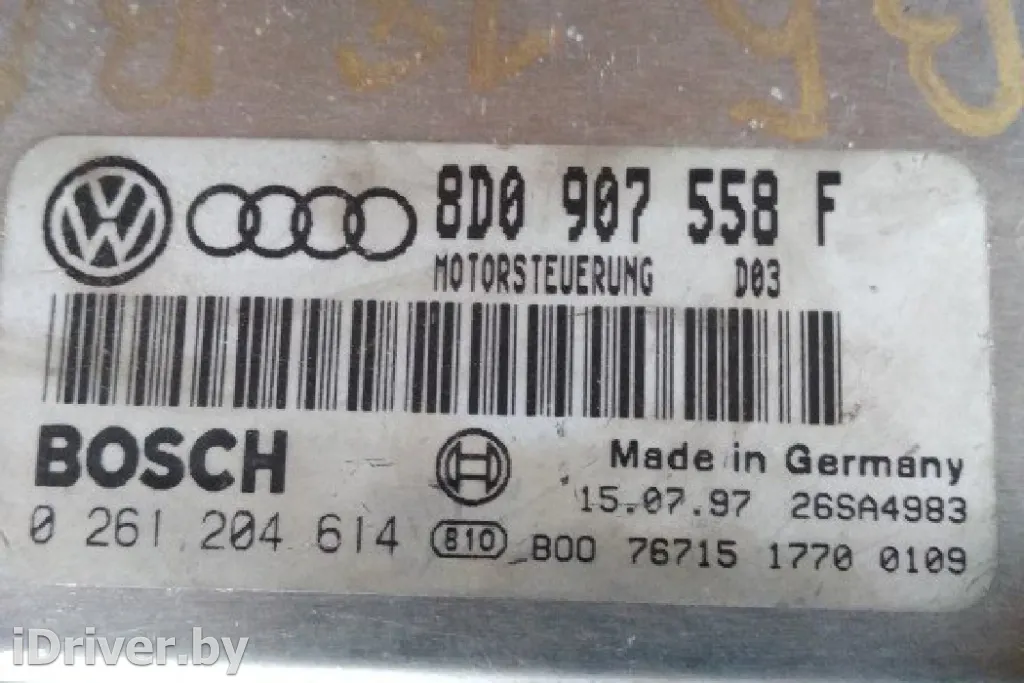 8D0 907 558 F
MOTORSTEUERUNG D03
BOSCH
Made in Germany
15.07.97 26SA4983
0 261 204 614 810 B00 76715 1770 0109
iDriver.by